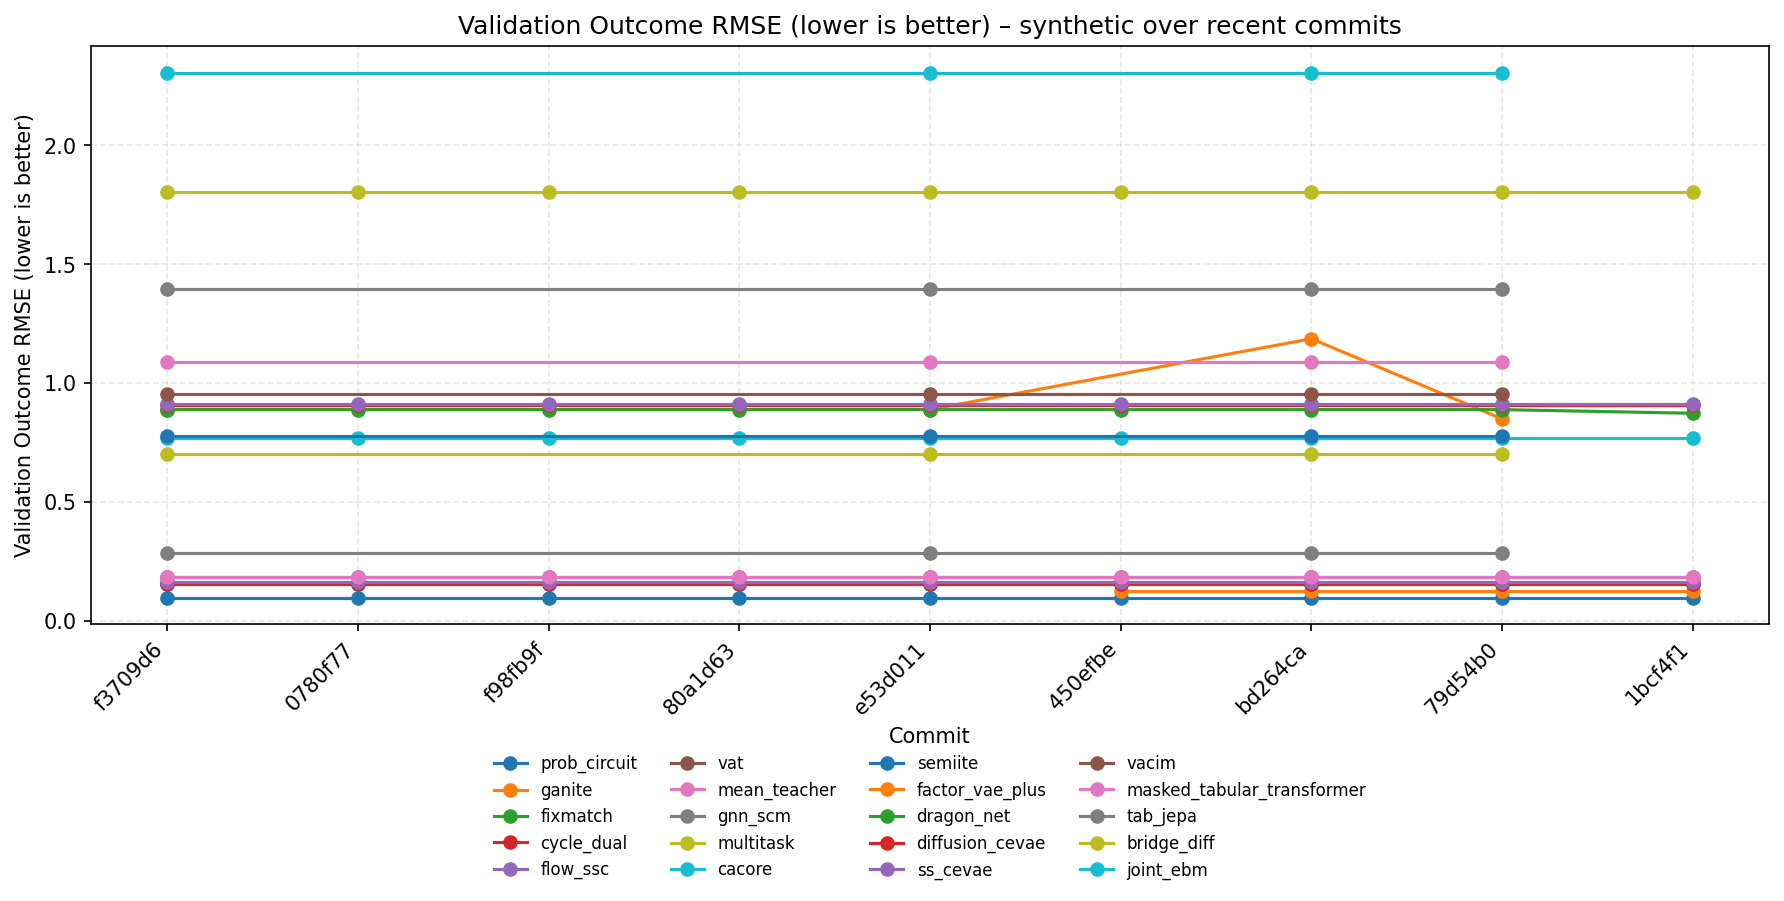 Validation Outcome RMSE (lower is better) – synthetic over recent commits
Validation Outcome RMSE (lower is better)
2.0
1.5
1.0
0.5
0.0
f3709d6
0780f77
f98fb9f
80a1d63
e53d011
450efbe
bd264ca
79d54b0
1bcf4f1
Commit
prob_circuit
ganite
fixmatch
cycle_dual
flow_ssc
vat
mean_teacher
gnn_scm
multitask
cacore
semiite
factor_vae_plus
dragon_net
diffusion_cevae
ss_cevae
vacim
masked_tabular_transformer
tab_jepa
bridge_diff
joint_ebm